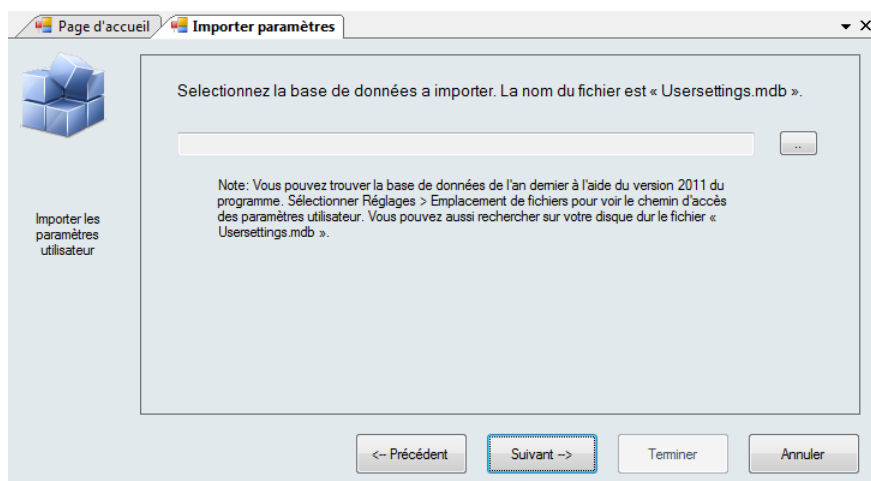 Page d'accueil
Importer paramètres
Selectionnez la base de données a importer. La nom du fichier est « Usersettings.mdb ».
..
Note: Vous pouvez trouver la base de données de l'an dernier à l'aide du version 2011 du
programme. Sélectionner Réglages > Emplacement de fichiers pour voir le chemin d'accès
des paramètres utilisateur. Vous pouvez aussi rechercher sur votre disque dur le fichier «
Usersettings.mdb ».
Importer les
paramètres
utilisateur
<-- Précédent
Suivant -->
Terminer
Annuler